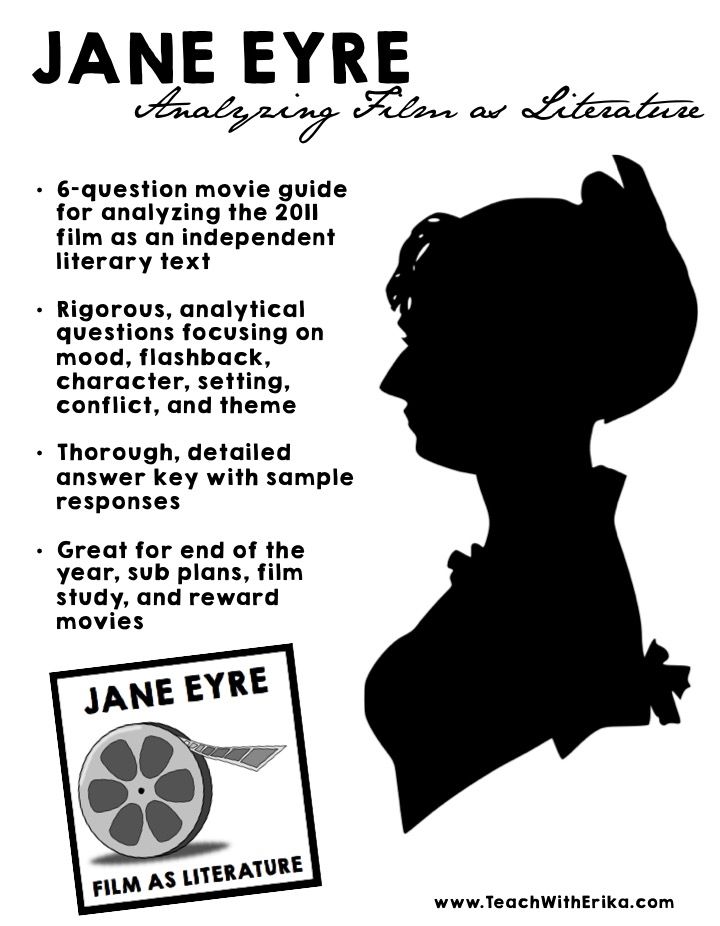 JANE EYRE
Analyzing Film as Literature
• 6-question movie guide
for analyzing the 2011
film as an independent
literary text
• Rigorous, analytical
questions focusing on
mood, flashback,
character, setting,
conflict, and theme
• Thorough, detailed
answer key with sample
responses
• Great for end of the
year, sub plans, film
study, and reward
movies
JANE EYRE
FILM AS LITERATURE
www.TeachWithErika.com